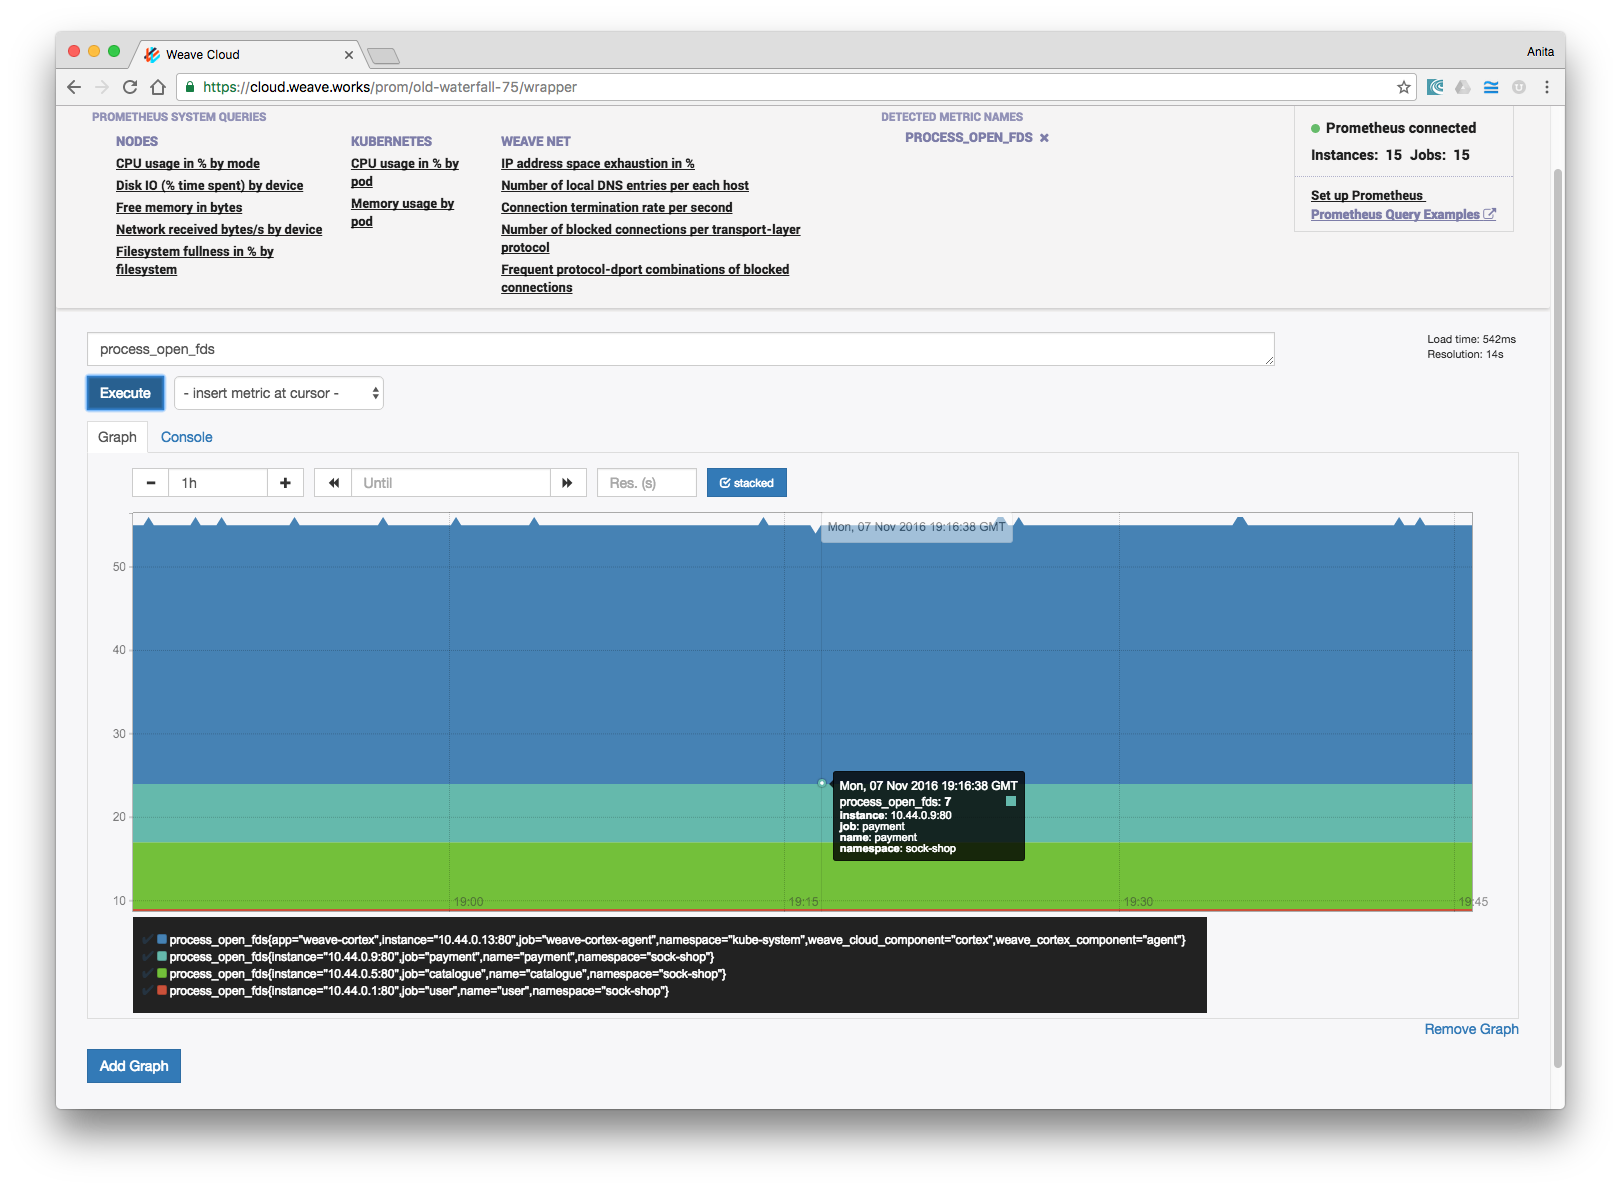 Weave Cloud
Anita
https://cloud.weave.works/prom/old-waterfall-75/wrapper
PROMETHEUS SYSTEM QUERIES
NODES
CPU usage in % by mode
Disk IO (% time spent) by device
Free memory in bytes
Network received bytes/s by device
Filesystem fullness in % by
filesystem
KUBERNETES
CPU usage in % by
pod
Memory usage by
pod
WEAVE NET
IP address space exhaustion in %
Number of local DNS entries per each host
Connection termination rate per second
Number of blocked connections per transport-layer
protocol
Frequent protocol-dport combinations of blocked
connections
DETECTED METRIC NAMES
PROCESS_OPEN_FDS ×
Prometheus connected
Instances: 15 Jobs: 15
Set up Prometheus
Prometheus Query Examples
process_open_fds
Load time: 542ms
Resolution: 14s
Execute
- insert metric at cursor -
Graph
Console
1h
Until
Res. (s)
stacked
Mon, 07 Nov 2016 19:16:38 GMT
50
40
30
20
10
Mon, 07 Nov 2016 19:16:38 GMT
process_open_fds: 7
instance: 10.44.0.9:80
job: payment
name: payment
namespace: sock-shop
19:00
19:15
19:30
19:45
process_open_fds{app="weave-cortex",instance="10.44.0.13:80",job="weave-cortex-agent",namespace="kube-system",weave_cloud_component="cortex",weave_cortex_component="agent"}
process_open_fds{instance="10.44.0.9:80",job="payment",name="payment",namespace="sock-shop"}
process_open_fds{instance="10.44.0.5:80",job="catalogue",name="catalogue",namespace="sock-shop"}
process_open_fds{instance="10.44.0.1:80",job="user",name="user",namespace="sock-shop"}
Remove Graph
Add Graph